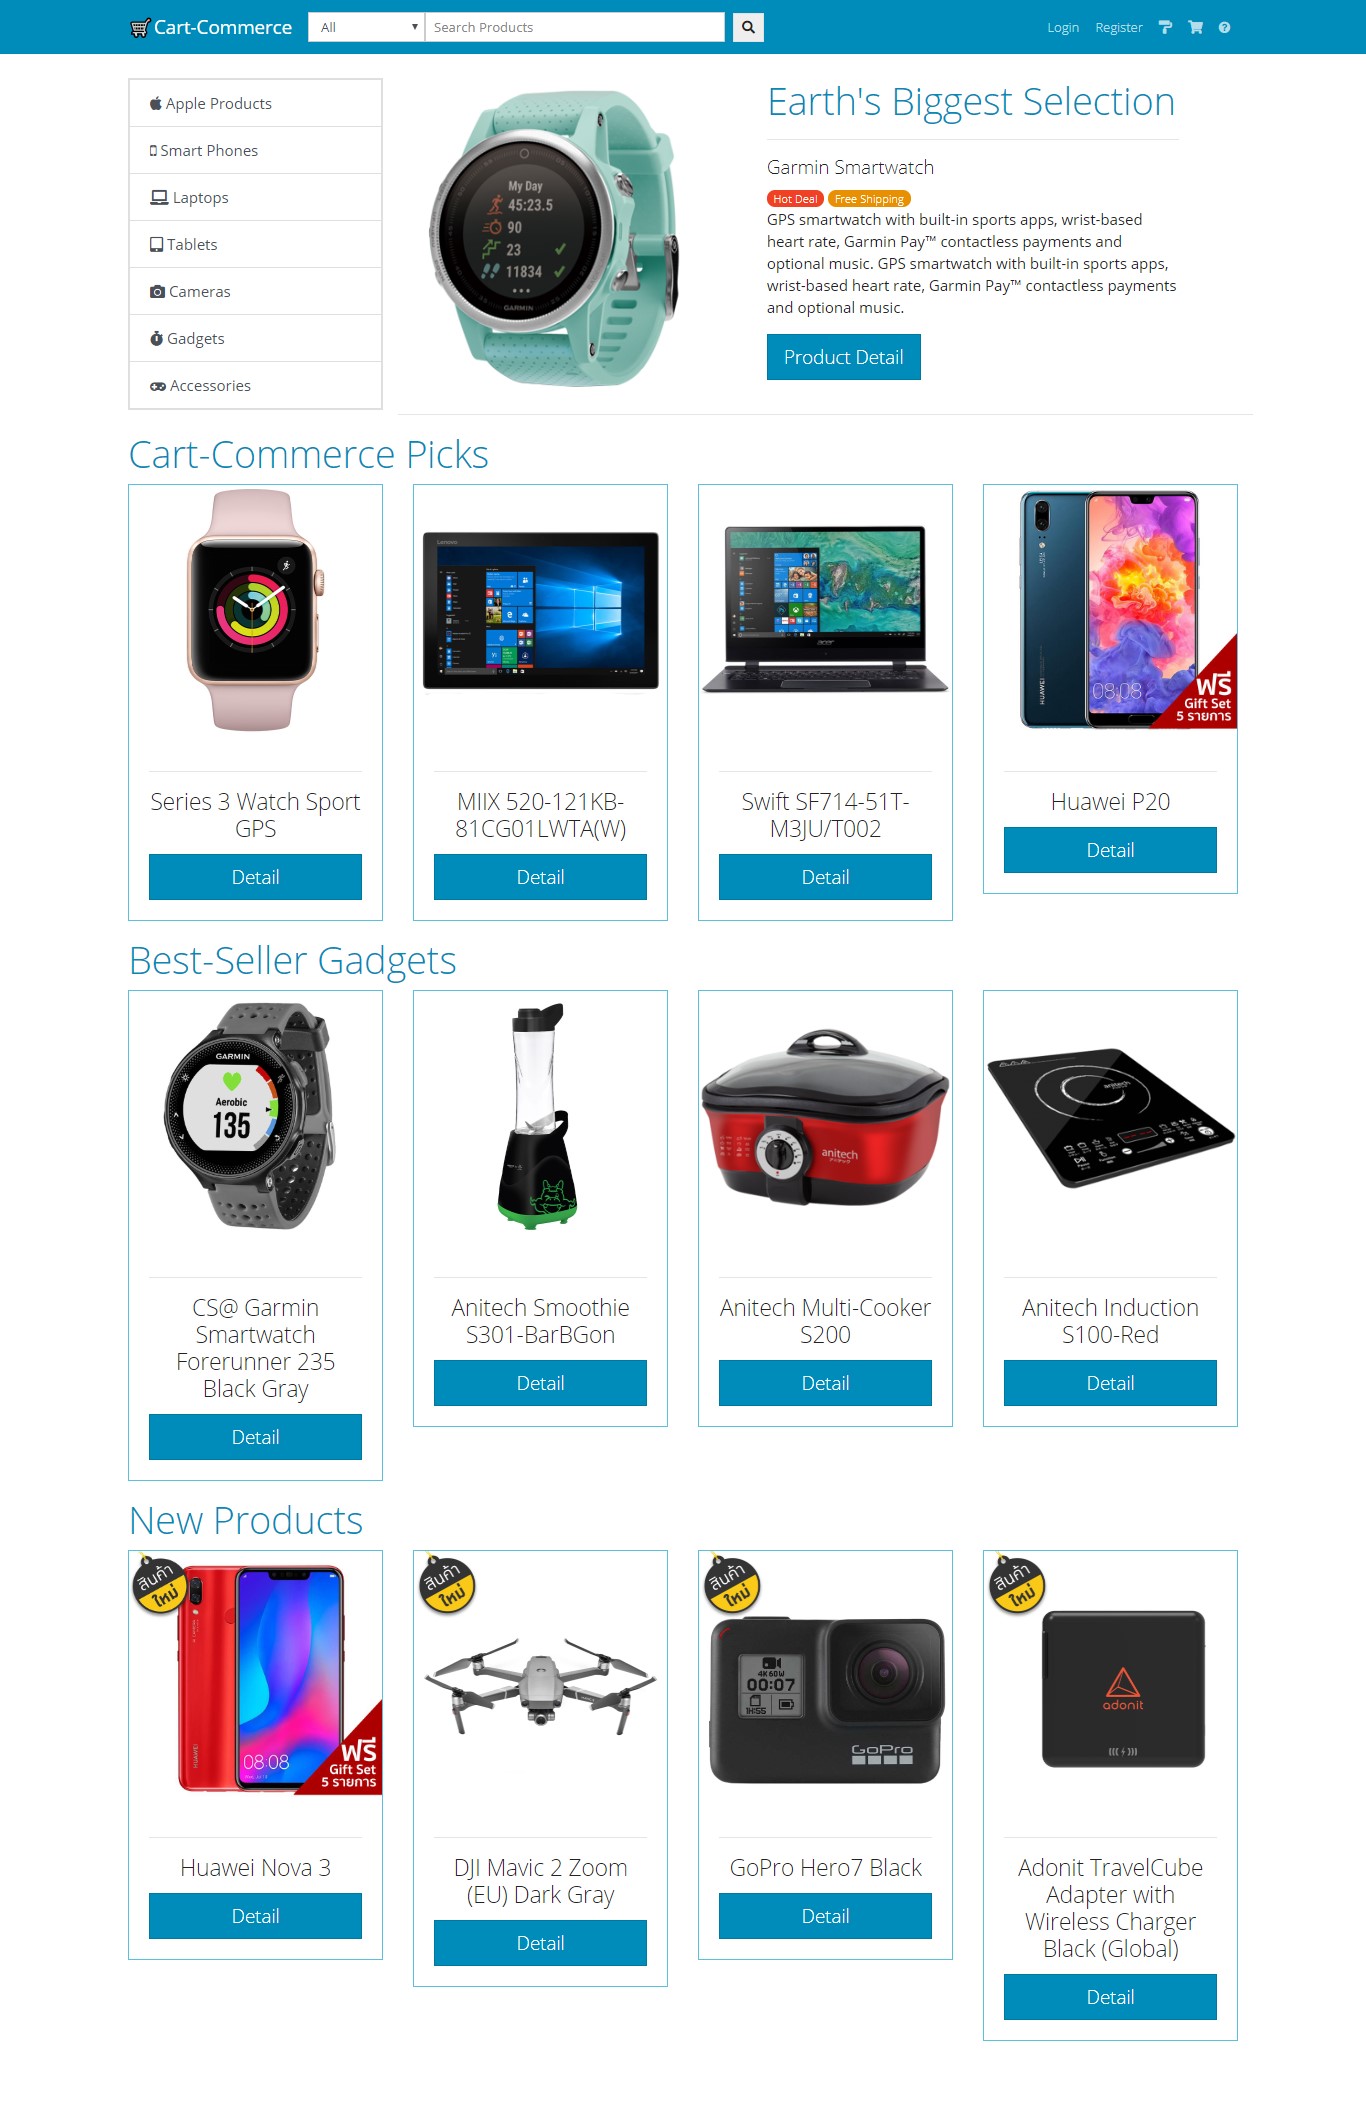 Cart-Commerce
All
Search Products
Login
Register
Apple Products
Smart Phones
Laptops
Tablets
Cameras
Gadgets
Accessories
My Day
45:23.5
90
23
11834
GARMIN
Earth's Biggest Selection
Garmin Smartwatch
Hot Deal Free Shipping
GPS smartwatch with built-in sports apps, wrist-based
heart rate, Garmin Pay™ contactless payments and
optional music. GPS smartwatch with built-in sports apps,
wrist-based heart rate, Garmin Pay™ contactless payments
and optional music.
Product Detail
Cart-Commerce Picks
Lenovo
acer
HUAWEI
08:08
ฟรี
Gift Set
5 รายการ
Series 3 Watch Sport
GPS
Detail
MIIX 520-121KB-
81CG01LWTA(W)
Detail
Swift SF714-51T-
M3JU/T002
Detail
Huawei P20
Detail
Best-Seller Gadgets
GARMIN
Aerobic
135
anitech
anitech
CS@ Garmin
Smartwatch
Forerunner 235
Black Gray
Detail
Anitech Smoothie
S301-BarBGon
Detail
Anitech Multi-Cooker
S200
Detail
Anitech Induction
S100-Red
Detail
New Products
สินค้า
ใหม่
HUAWEI
08:08
ฟรี
Gift Set
5 รายการ
สินค้า
ใหม่
สินค้า
ใหม่
4K 60 W
00:07
1H:55
GoPro
สินค้า
ใหม่
adonit
Huawei Nova 3
Detail
DJI Mavic 2 Zoom
(EU) Dark Gray
Detail
GoPro Hero7 Black
Detail
Adonit TravelCube
Adapter with
Wireless Charger
Black (Global)
Detail